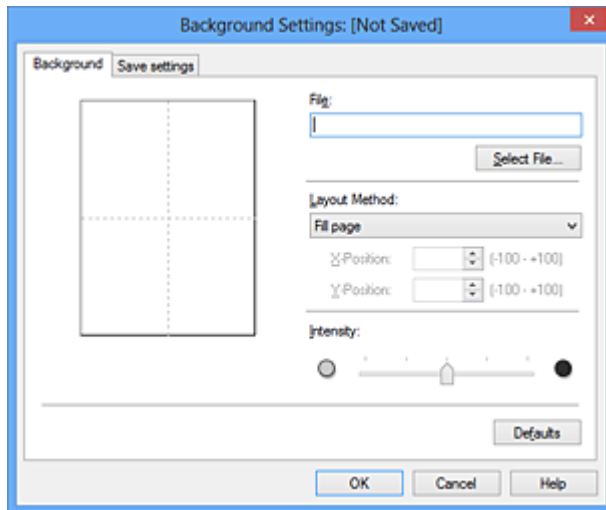 Background Settings: [Not Saved]
Background Save settings
File:
Select File...
Layout Method:
Fill page
X-Position: (-100 - +100)
Y-Position: (-100 - +100)
Intensity:
Defaults
OK Cancel Help